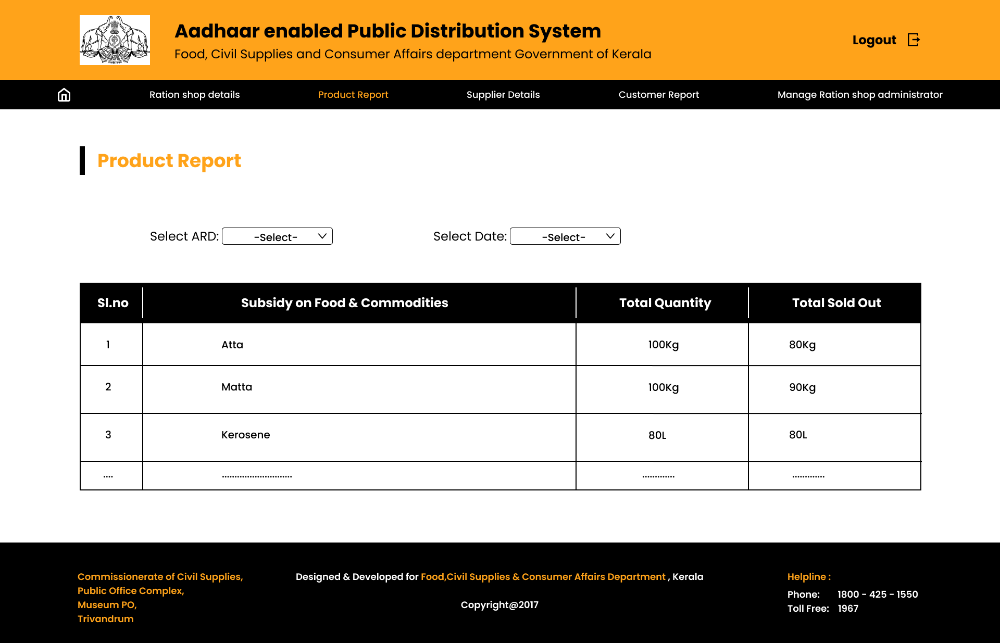 Aadhaar enabled Public Distribution System
Food, Civil Supplies and Consumer Affairs department Government of Kerala
Logout
Ration shop details
Product Report
Supplier Details
Customer Report
Manage Ration shop administrator
Product Report
Select ARD: -Select-
Select Date: -Select-
Sl.no Subsidy on Food & Commodities Total Quantity Total Sold Out
1 Atta 100Kg 80Kg
2 Matta 100Kg 90Kg
3 Kerosene 80L 80L
.... ............................ ............. .............
Commissionerate of Civil Supplies,
Public Office Complex,
Museum PO,
Trivandrum
Designed & Developed for Food,Civil Supplies & Consumer Affairs Department , Kerala
Copyright@2017
Helpline :
Phone: 1800 - 425 - 1550
Toll Free: 1967